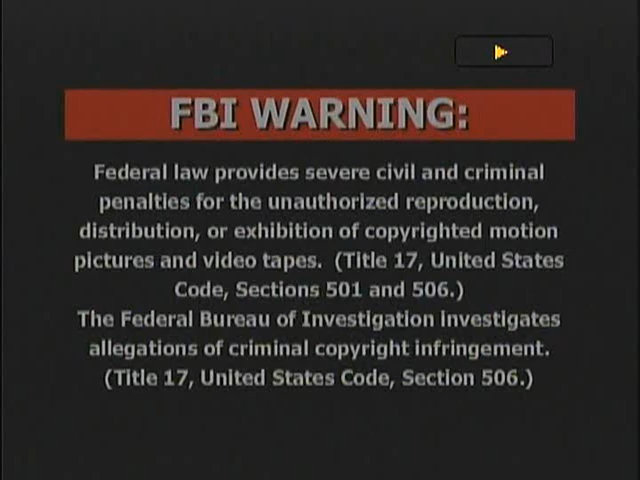 FBI WARNING:
Federal law provides severe civil and criminal
penalties for the unauthorized reproduction,
distribution, or exhibition of copyrighted motion
pictures and video tapes. (Title 17, United States
Code, Sections 501 and 506.)
The Federal Bureau of Investigation investigates
allegations of criminal copyright infringement.
(Title 17, United States Code, Section 506.)